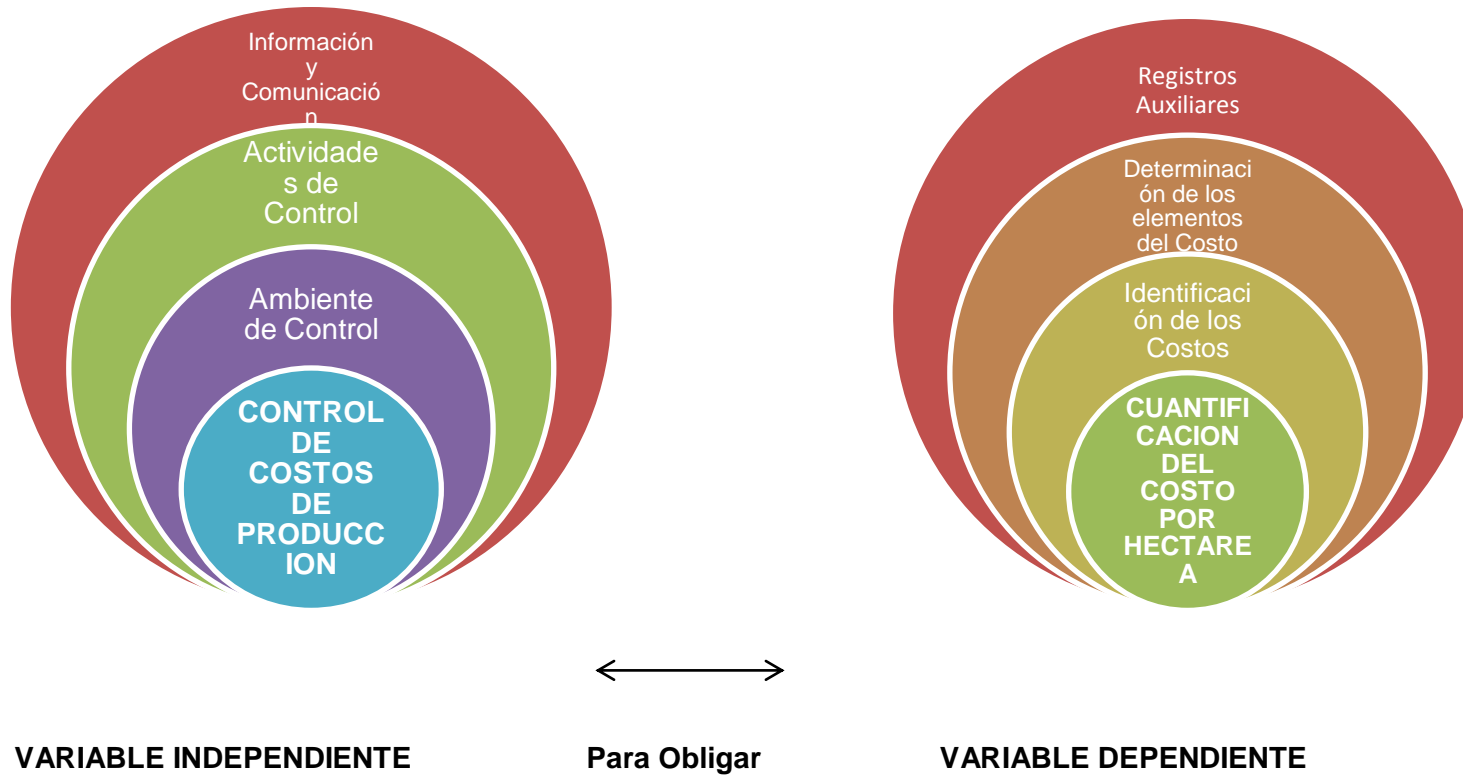 Información
y
Comunicació
n
Actividade
s de
Control
Ambiente
de Control
CONTROL
DE
COSTOS
DE
PRODUCC
ION
Registros
Auxiliares
Determinaci
ón de los
elementos
del Costo
Identificaci
ón de los
Costos
CUANTIFI
CACION
DEL
COSTO
POR
HECTARE
A
VARIABLE INDEPENDIENTE
Para Obligar
VARIABLE DEPENDIENTE